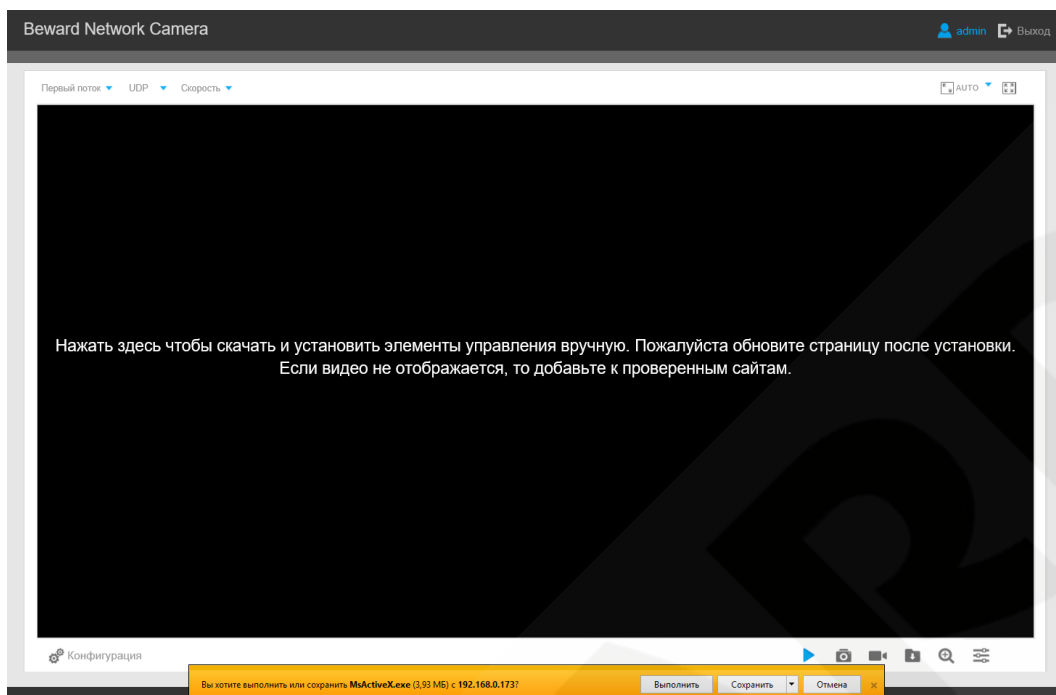 Beward Network Camera
admin Выход
Первый поток UDP Скорость AUTO
Нажать здесь чтобы скачать и установить элементы управления вручную. Пожалуйста обновите страницу после установки.
Если видео не отображается, то добавьте к проверенным сайтам.
Конфигурация
Вы хотите выполнить или сохранить MsActiveX.exe (3,93 МБ) с 192.168.0.173? Выполнить Сохранить Отмена ×